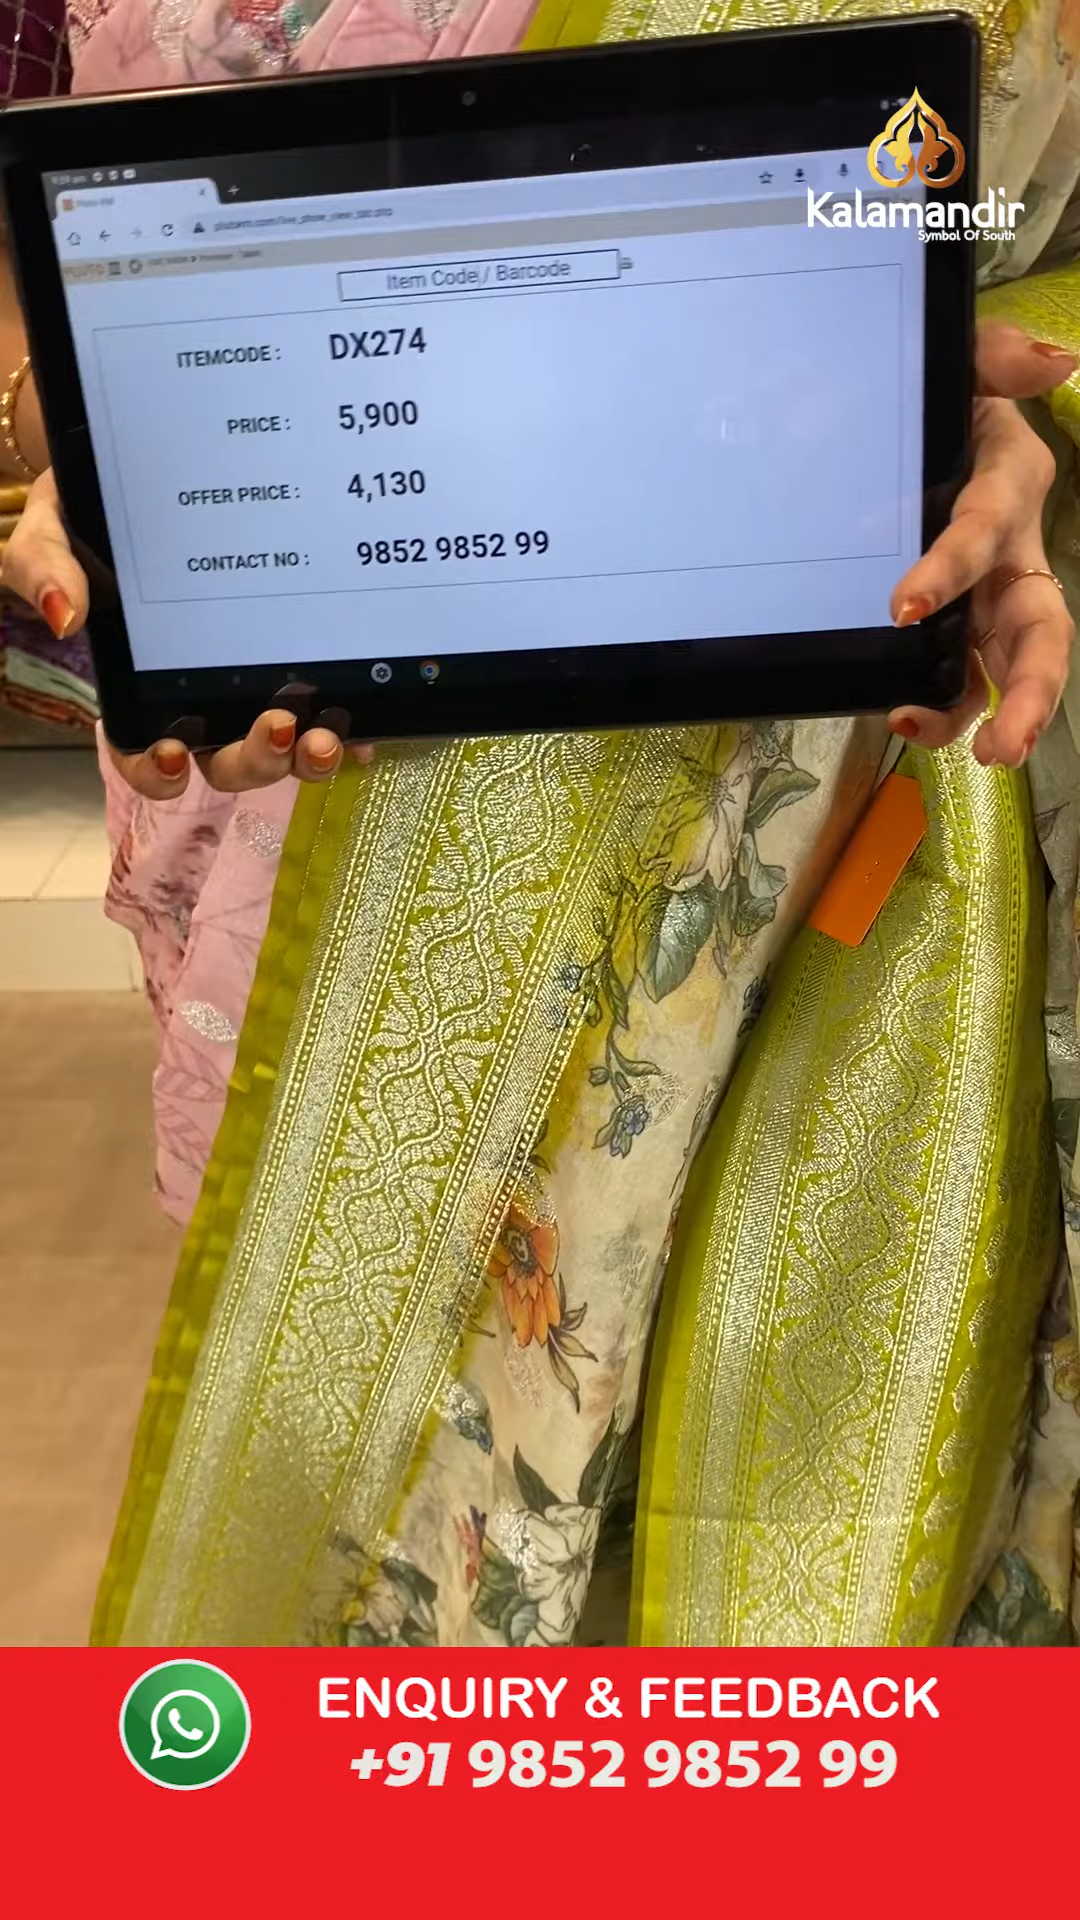 Kalamandir
Symbol Of South
Item Code / Barcode
ITEMCODE : DX274
PRICE : 5,900
OFFER PRICE : 4,130
CONTACT NO : 9852 9852 99
ENQUIRY & FEEDBACK
+91 9852 9852 99